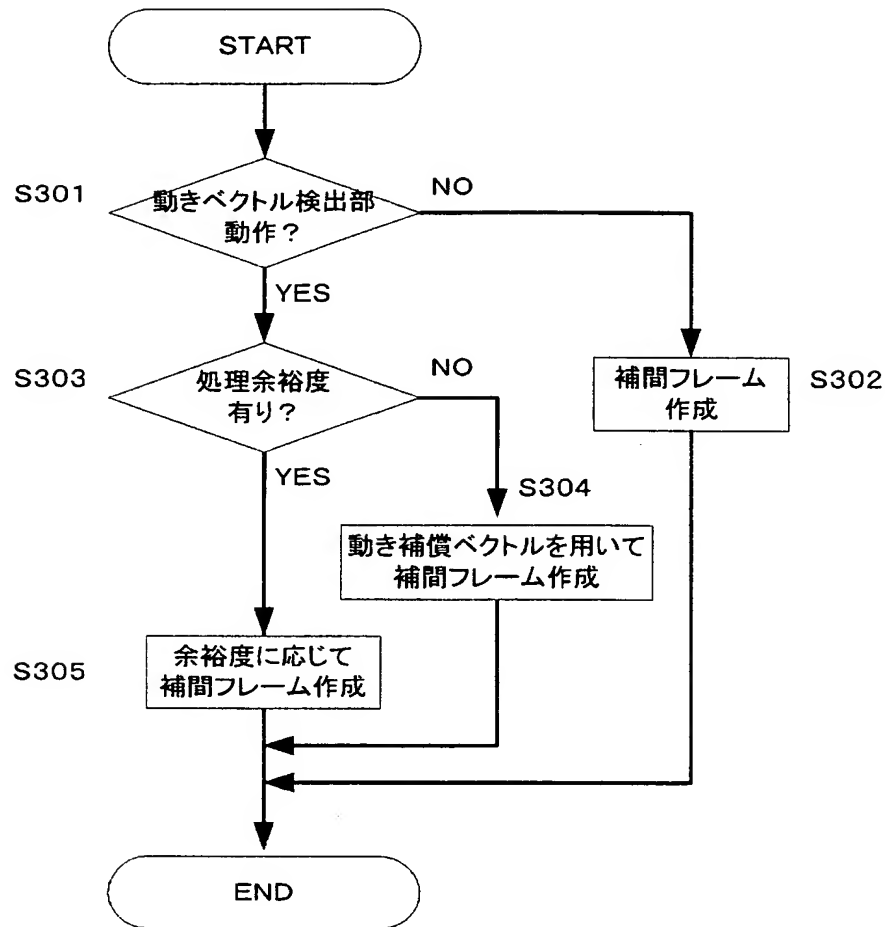 START
S301
動きベクトル検出部
動作?
NO
YES
S303
処理余裕度
有り?
NO
補間フレーム
作成
S302
YES
S304
動き補償ベクトルを用いて
補間フレーム作成
S305
余裕度に応じて
補間フレーム作成
END